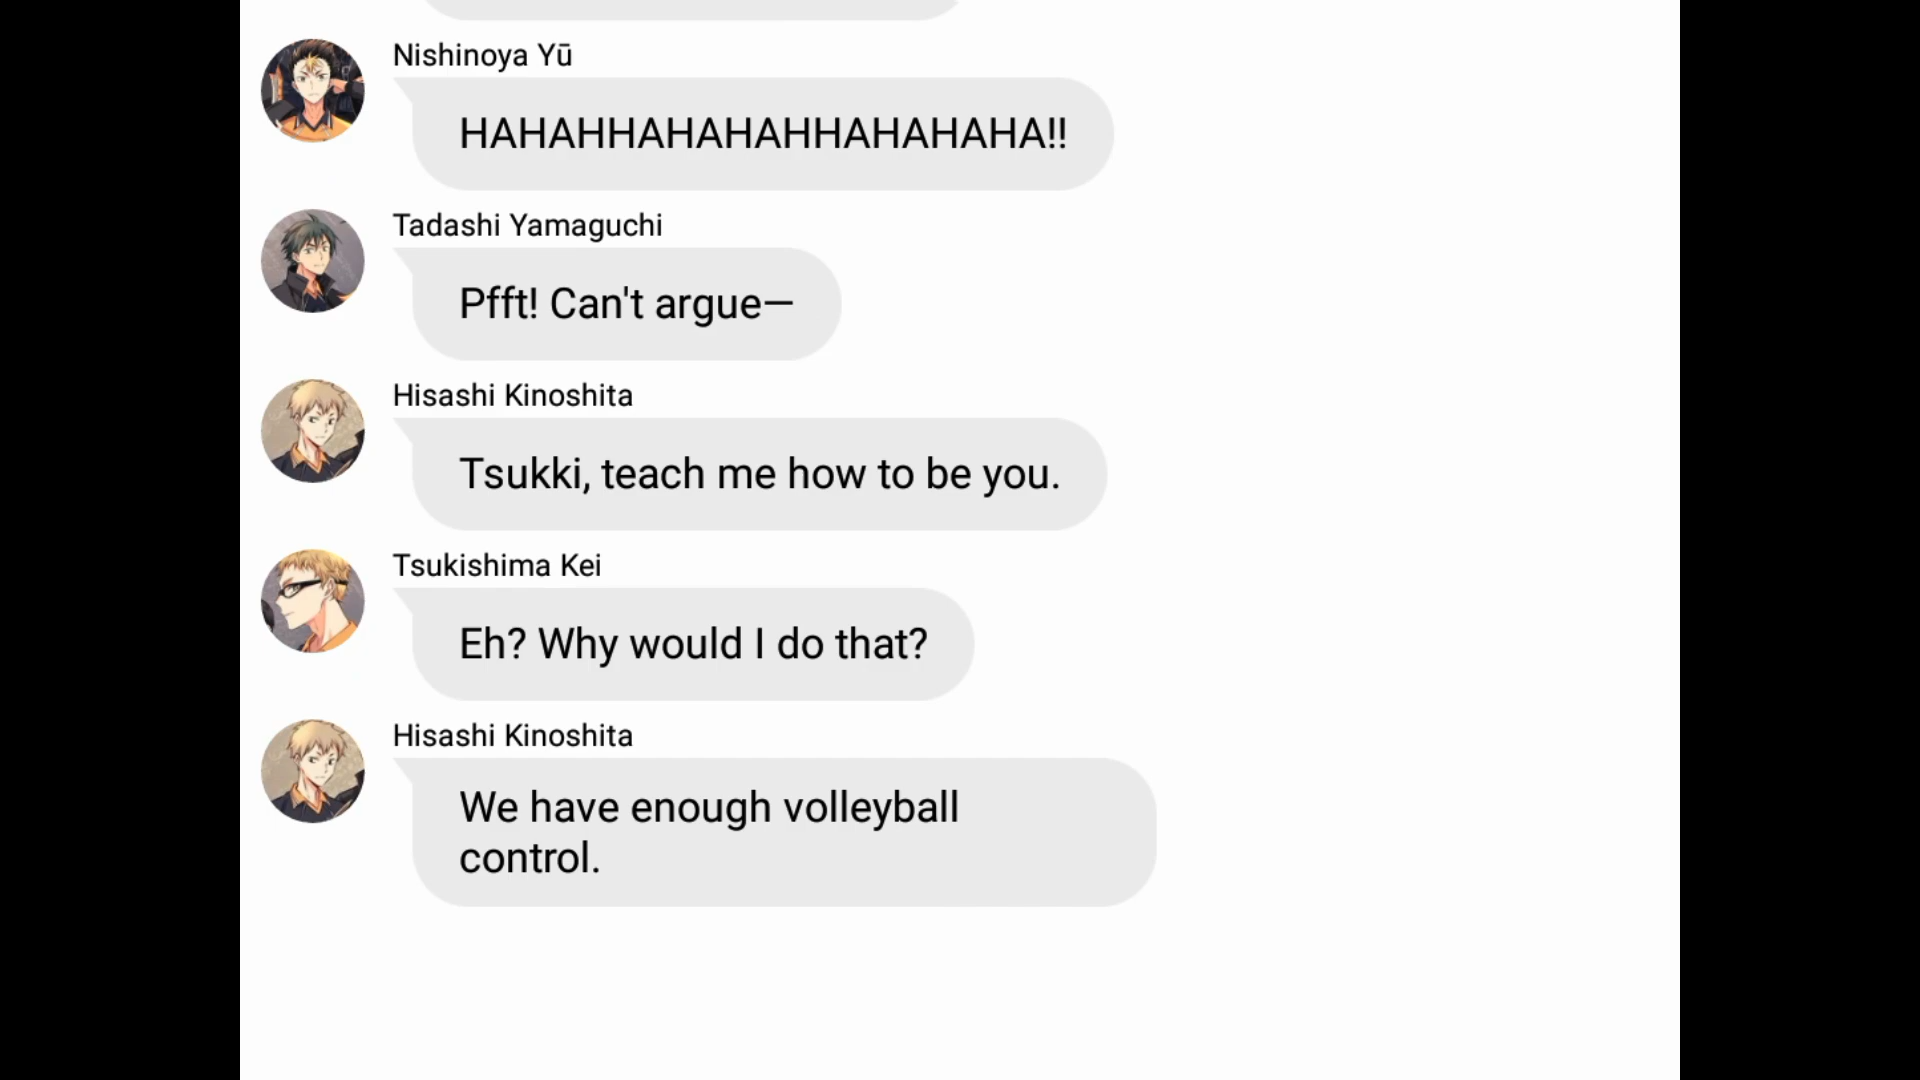 Nishinoya Yū
HAHAHHAHAHAHHAHAHAHA!!
Tadashi Yamaguchi
Pfft! Can't argue—
Hisashi Kinoshita
Tsukki, teach me how to be you.
Tsukishima Kei
Eh? Why would I do that?
Hisashi Kinoshita
We have enough volleyball
control.